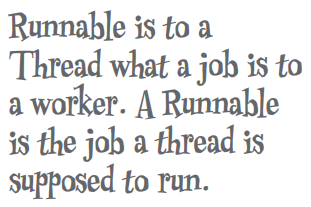 Runnable is to a
Thread what a job is to
a worker. A Runnable
is the job a thread is
supposed to run.